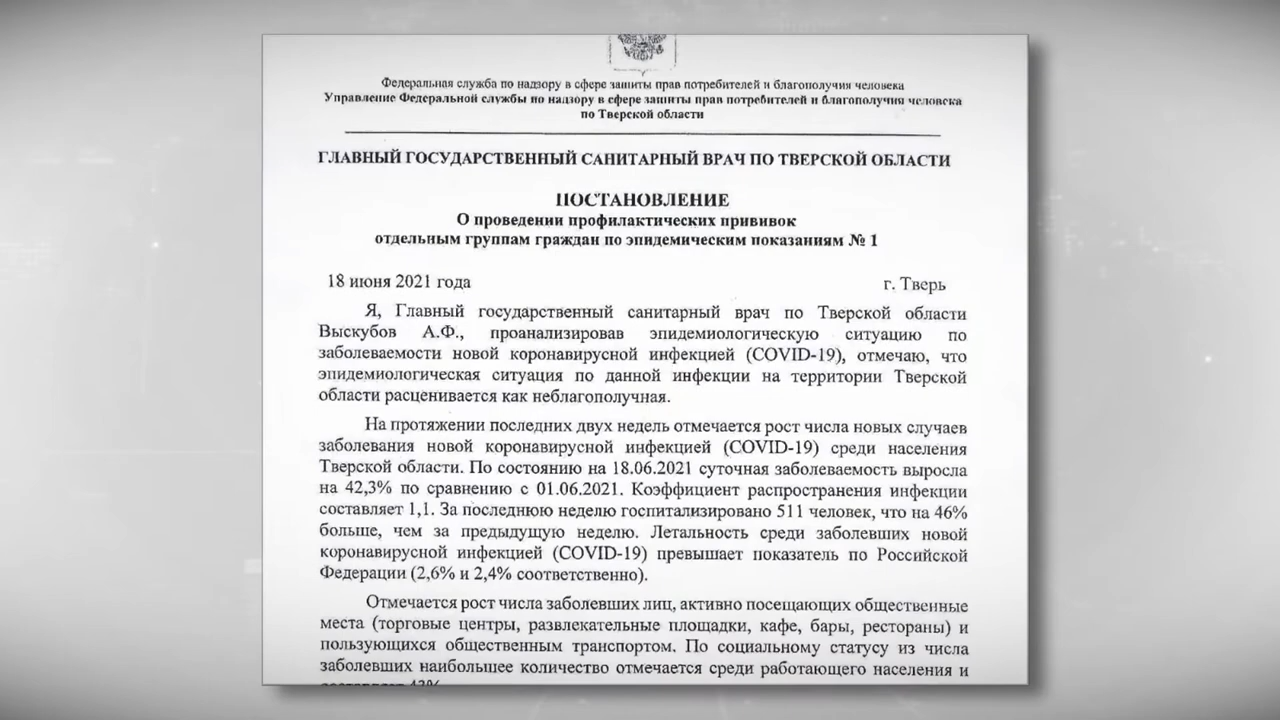 Федеральная служба по надзору в сфере защиты прав потребителей и благополучия человека
Управление Федеральной службы по надзору в сфере защиты прав потребителей и благополучия человека
по Тверской области
ГЛАВНЫЙ ГОСУДАРСТВЕННЫЙ САНИТАРНЫЙ ВРАЧ ПО ТВЕРСКОЙ ОБЛАСТИ
ПОСТАНОВЛЕНИЕ
О проведении профилактических прививок
отдельным группам граждан по эпидемическим показаниям № 1
18 июня 2021 года г. Тверь
Я, Главный государственный санитарный врач по Тверской области
Выскубов А.Ф., проанализировав эпидемиологическую ситуацию по
заболеваемости новой коронавирусной инфекцией (COVID-19), отмечаю, что
эпидемиологическая ситуация по данной инфекции на территории Тверской
области расценивается как неблагополучная.
На протяжении последних двух недель отмечается рост числа новых случаев
заболевания новой коронавирусной инфекцией (COVID-19) среди населения
Тверской области. По состоянию на 18.06.2021 суточная заболеваемость выросла
на 42,3% по сравнению с 01.06.2021. Коэффициент распространения инфекции
составляет 1,1. За последнюю неделю госпитализировано 511 человек, что на 46%
больше, чем за предыдущую неделю. Летальность среди заболевших новой
коронавирусной инфекцией (COVID-19) превышает показатель по Российской
Федерации (2,6% и 2,4% соответственно).
Отмечается рост числа заболевших лиц, активно посещающих общественные
места (торговые центры, развлекательные площадки, кафе, бары, рестораны) и
пользующихся общественным транспортом. По социальному статусу из числа
заболевших наибольшее количество отмечается среди работающего населения и